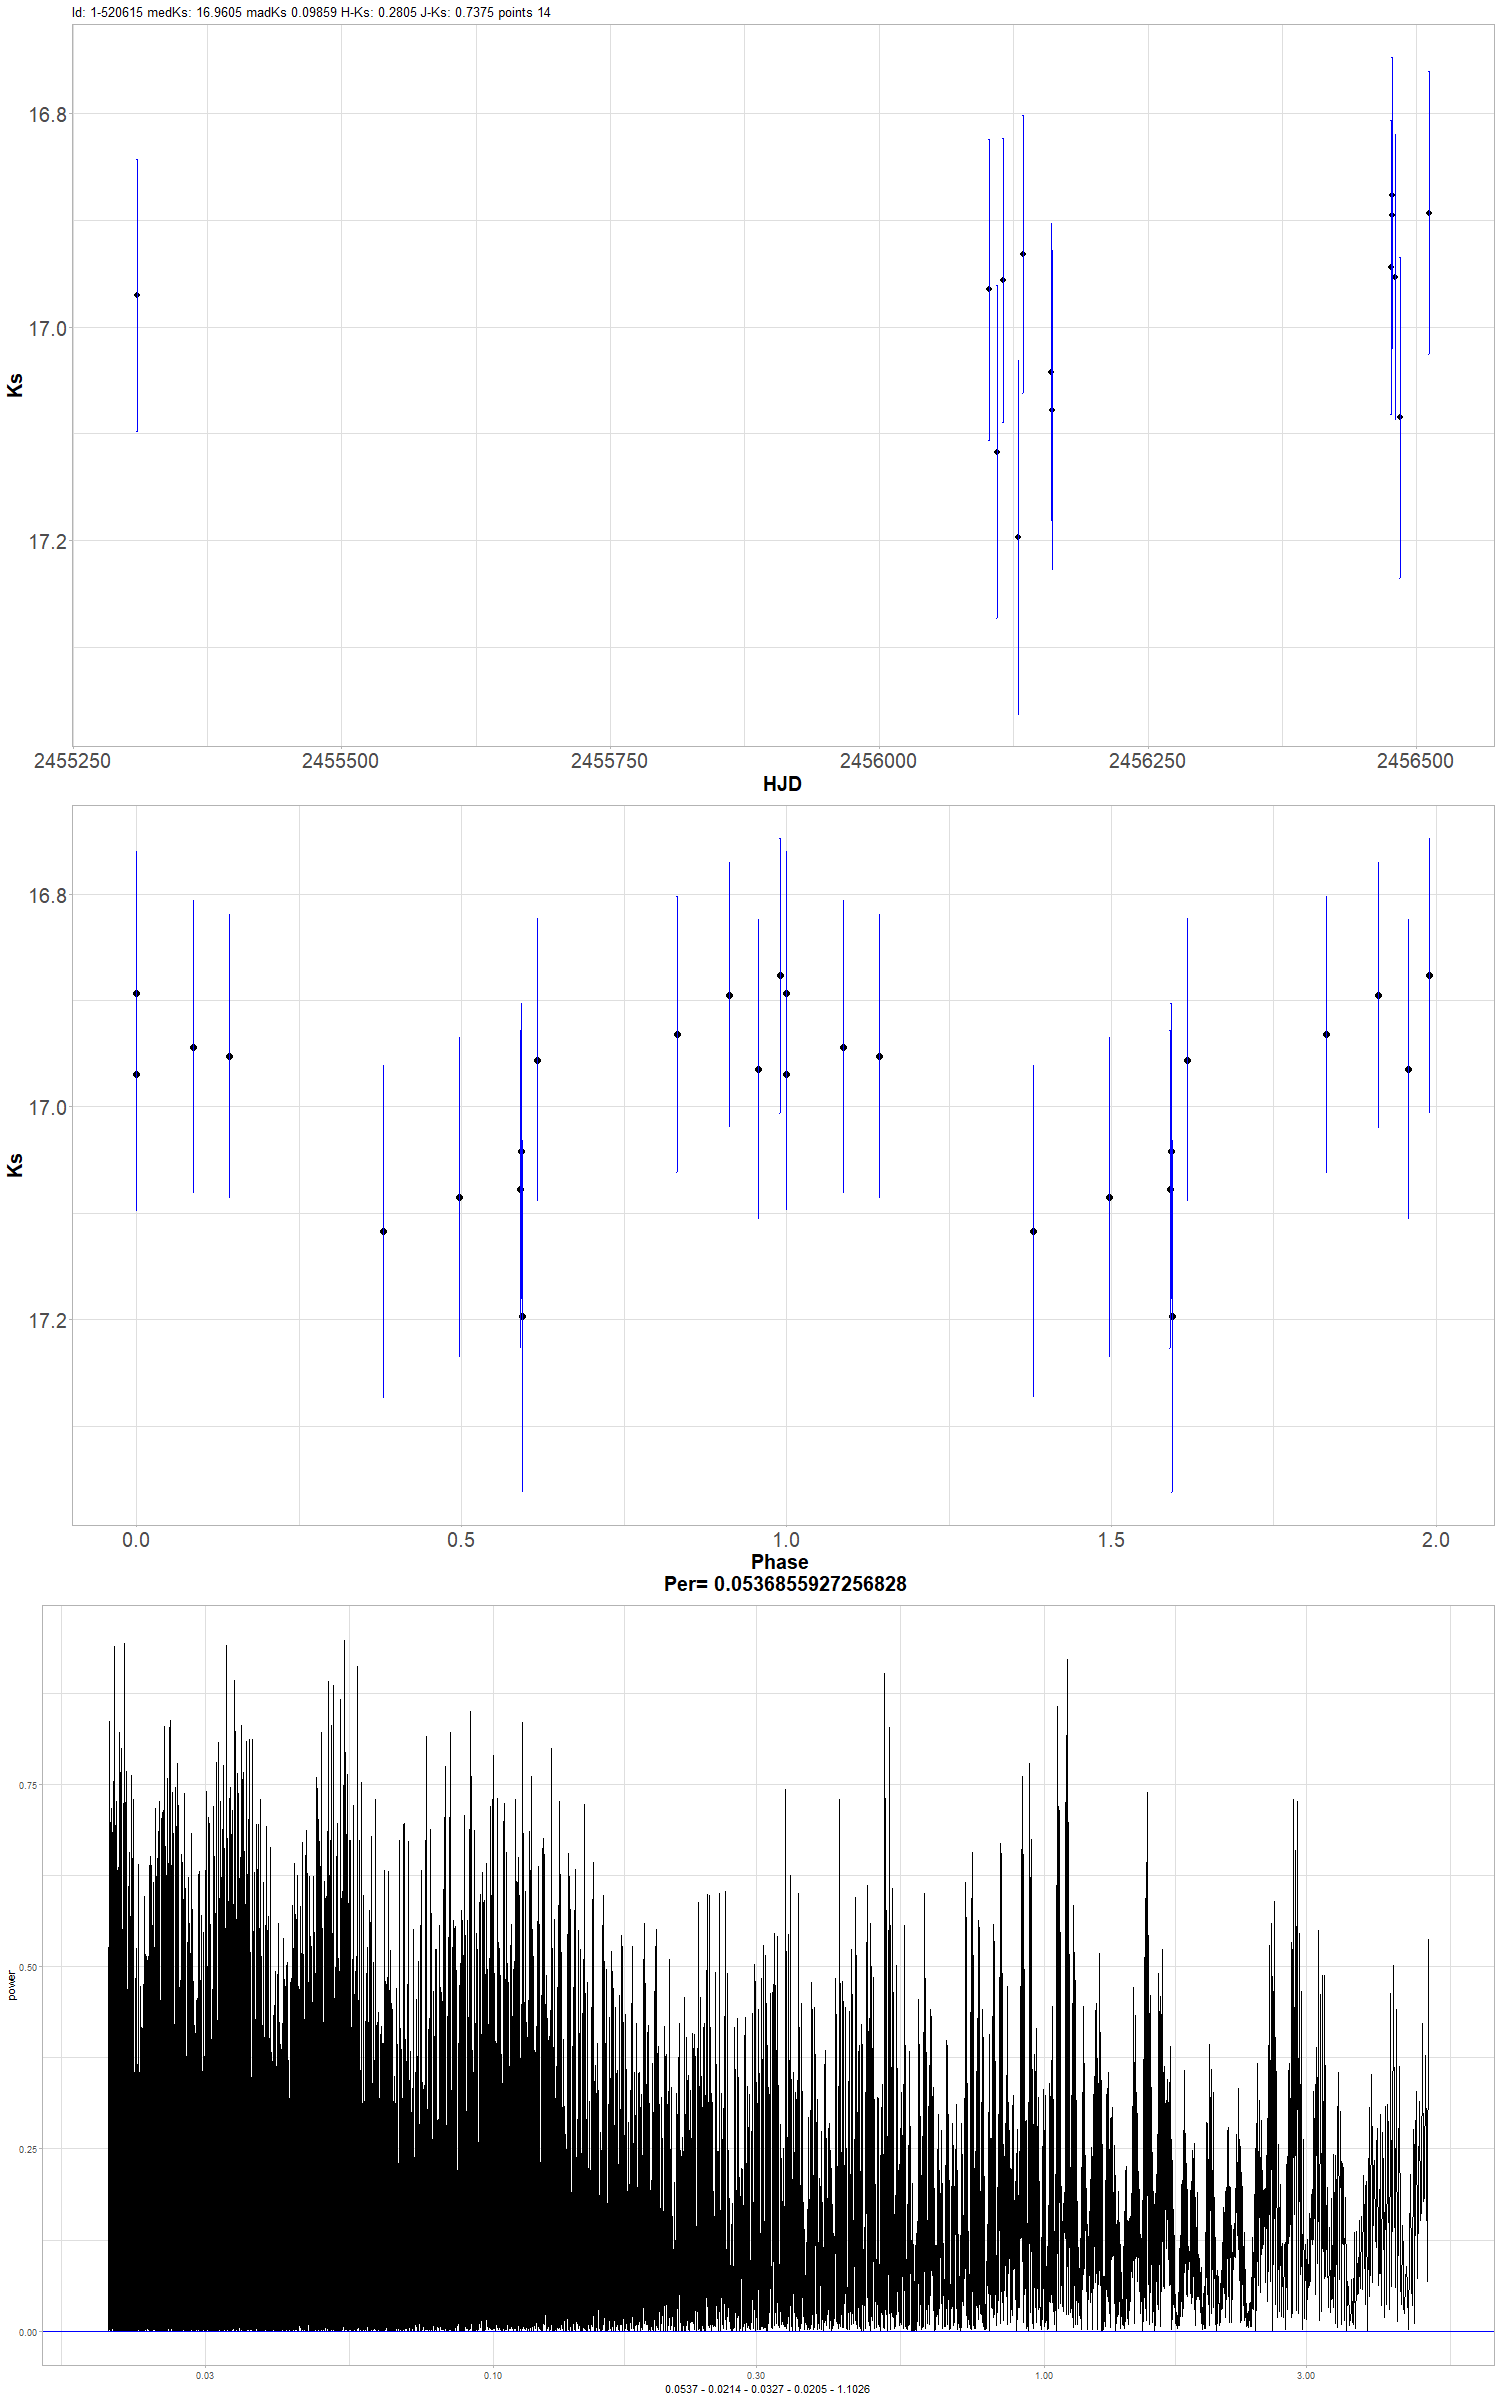 Id: 1-520615 medKs: 16.9605 madKs 0.09859 H-Ks: 0.2805 J-Ks: 0.7375 points 14
16.8
17.0
17.2
Ks
2455250 2455500 2455750 2456000 2456250 2456500
HJD
16.8
17.0
17.2
Ks
0.0 0.5 1.0 1.5 2.0
Phase
Per= 0.0536855927256828
0.75
0.50
0.25
0.00
power
0.03 0.10 0.30 1.00 3.00
0.0537 - 0.0214 - 0.0327 - 0.0205 - 1.1026